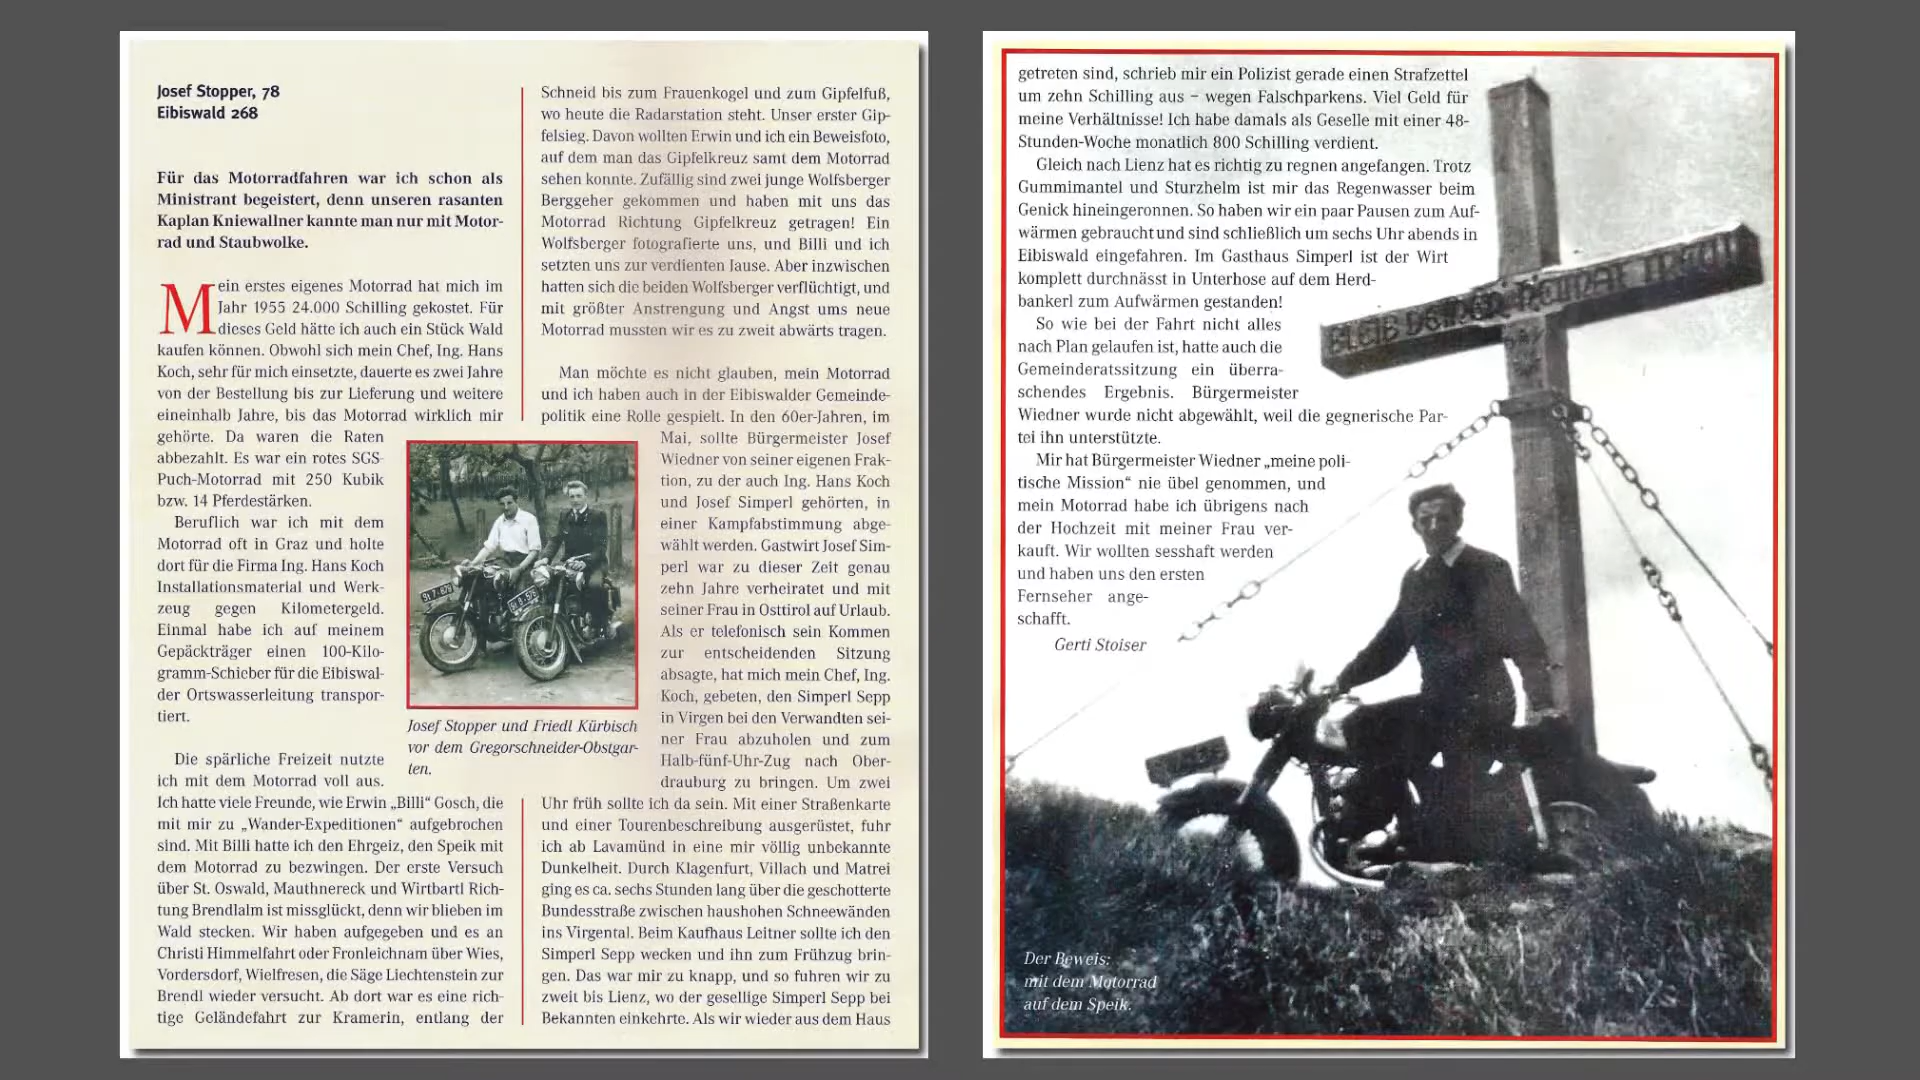 Josef Stopper, 78
Eibiswald 268
Für das Motorradfahren war ich schon als
Ministrant begeistert, denn unseren rasanten
Kaplan Kniewallner kannte man nur mit Motor-
rad und Staubwolke.
Mein erstes eigenes Motorrad hat mich im
Jahr 1955 24.000 Schilling gekostet. Für
dieses Geld hätte ich auch ein Stück Wald
kaufen können. Obwohl sich mein Chef, Ing. Hans
Koch, sehr für mich einsetzte, dauerte es zwei Jahre
von der Bestellung bis zur Lieferung und weitere
eineinhalb Jahre, bis das Motorrad wirklich mir
gehörte. Da waren die Raten
abbezahlt. Es war ein rotes SGS-
Puch-Motorrad mit 250 Kubik
bzw. 14 Pferdestärken.
Beruflich war ich mit dem
Motorrad oft in Graz und holte
dort für die Firma Ing. Hans Koch
Installationsmaterial und Werk-
zeug gegen Kilometergeld.
Einmal habe ich auf meinem
Gepäckträger einen 100-Kilo-
gramm-Schieber für die Eibiswal-
der Ortswasserleitung transpor-
tiert.
Die spärliche Freizeit nutzte
ich mit dem Motorrad voll aus.
Ich hatte viele Freunde, wie Erwin „Billi“ Gosch, die
mit mir zu „Wander-Expeditionen“ aufgebrochen
sind. Mit Billi hatte ich den Ehrgeiz, den Speik mit
dem Motorrad zu bezwingen. Der erste Versuch
über St. Oswald, Mauthnereck und Wirtbartl Rich-
tung Brendlalm ist missglückt, denn wir blieben im
Wald stecken. Wir haben aufgegeben und es an
Christi Himmelfahrt oder Fronleichnam über Wies,
Vordersdorf, Wielfresen, die Säge Liechtenstein zur
Brendl wieder versucht. Ab dort war es eine rich-
tige Geländefahrt zur Kramerin, entlang der
Schneid bis zum Frauenkogel und zum Gipfelfuß,
wo heute die Radarstation steht. Unser erster Gip-
felsieg. Davon wollten Erwin und ich ein Beweisfoto,
auf dem man das Gipfelkreuz samt dem Motorrad
sehen konnte. Zufällig sind zwei junge Wolfsberger
Berggeher gekommen und haben mit uns das
Motorrad Richtung Gipfelkreuz getragen! Ein
Wolfsberger fotografierte uns, und Billi und ich
setzten uns zur verdienten Jause. Aber inzwischen
hatten sich die beiden Wolfsberger verflüchtigt, und
mit größter Anstrengung und Angst ums neue
Motorrad mussten wir es zu zweit abwärts tragen.
Man möchte es nicht glauben, mein Motorrad
und ich haben auch in der Eibiswalder Gemeinde-
politik eine Rolle gespielt. In den 60er-Jahren, im
Mai, sollte Bürgermeister Josef
Wiedner von seiner eigenen Frak-
tion, zu der auch Ing. Hans Koch
und Josef Simperl gehörten, in
einer Kampfabstimmung abge-
wählt werden. Gastwirt Josef Sim-
perl war zu dieser Zeit genau
zehn Jahre verheiratet und mit
seiner Frau in Osttirol auf Urlaub.
Als er telefonisch sein Kommen
zur entscheidenden Sitzung
absagte, hat mich mein Chef, Ing.
Koch, gebeten, den Simperl Sepp
in Virgen bei den Verwandten sei-
ner Frau abzuholen und zum
Halb-fünf-Uhr-Zug nach Ober-
drauburg zu bringen. Um zwei
Uhr früh sollte ich da sein. Mit einer Straßenkarte
und einer Tourenbeschreibung ausgerüstet, fuhr
ich ab Lavamünd in eine mir völlig unbekannte
Dunkelheit. Durch Klagenfurt, Villach und Matrei
ging es ca. sechs Stunden lang über die geschotterte
Bundesstraße zwischen haushohen Schneewänden
ins Virgental. Beim Kaufhaus Leitner sollte ich den
Simperl Sepp wecken und ihn zum Frühzug brin-
gen. Das war mir zu knapp, und so fuhren wir zu
zweit bis Lienz, wo der gesellige Simperl Sepp bei
Bekannten einkehrte. Als wir wieder aus dem Haus
Josef Stopper und Friedl Kürbisch
vor dem Gregorschneider-Obstgar-
ten.
getreten sind, schrieb mir ein Polizist gerade einen Strafzettel
um zehn Schilling aus – wegen Falschparkens. Viel Geld für
meine Verhältnisse! Ich habe damals als Geselle mit einer 48-
Stunden-Woche monatlich 800 Schilling verdient.
Gleich nach Lienz hat es richtig zu regnen angefangen. Trotz
Gummimantel und Sturzhelm ist mir das Regenwasser beim
Genick hineingeronnen. So haben wir ein paar Pausen zum Auf-
wärmen gebraucht und sind schließlich um sechs Uhr abends in
Eibiswald eingefahren. Im Gasthaus Simperl ist der Wirt
komplett durchnässt in Unterhose auf dem Herd-
bankerl zum Aufwärmen gestanden!
So wie bei der Fahrt nicht alles
nach Plan gelaufen ist, hatte auch die
Gemeinderatssitzung ein überra-
schendes Ergebnis. Bürgermeister
Wiedner wurde nicht abgewählt, weil die gegnerische Par-
tei ihn unterstützte.
Mir hat Bürgermeister Wiedner „meine poli-
tische Mission“ nie übel genommen, und
mein Motorrad habe ich übrigens nach
der Hochzeit mit meiner Frau ver-
kauft. Wir wollten sesshaft werden
und haben uns den ersten
Fernseher ange-
schafft.
Gerti Stoiser
BLEIB DEINER HEIMAT TREU
Der Beweis:
mit dem Motorrad
auf dem Speik.